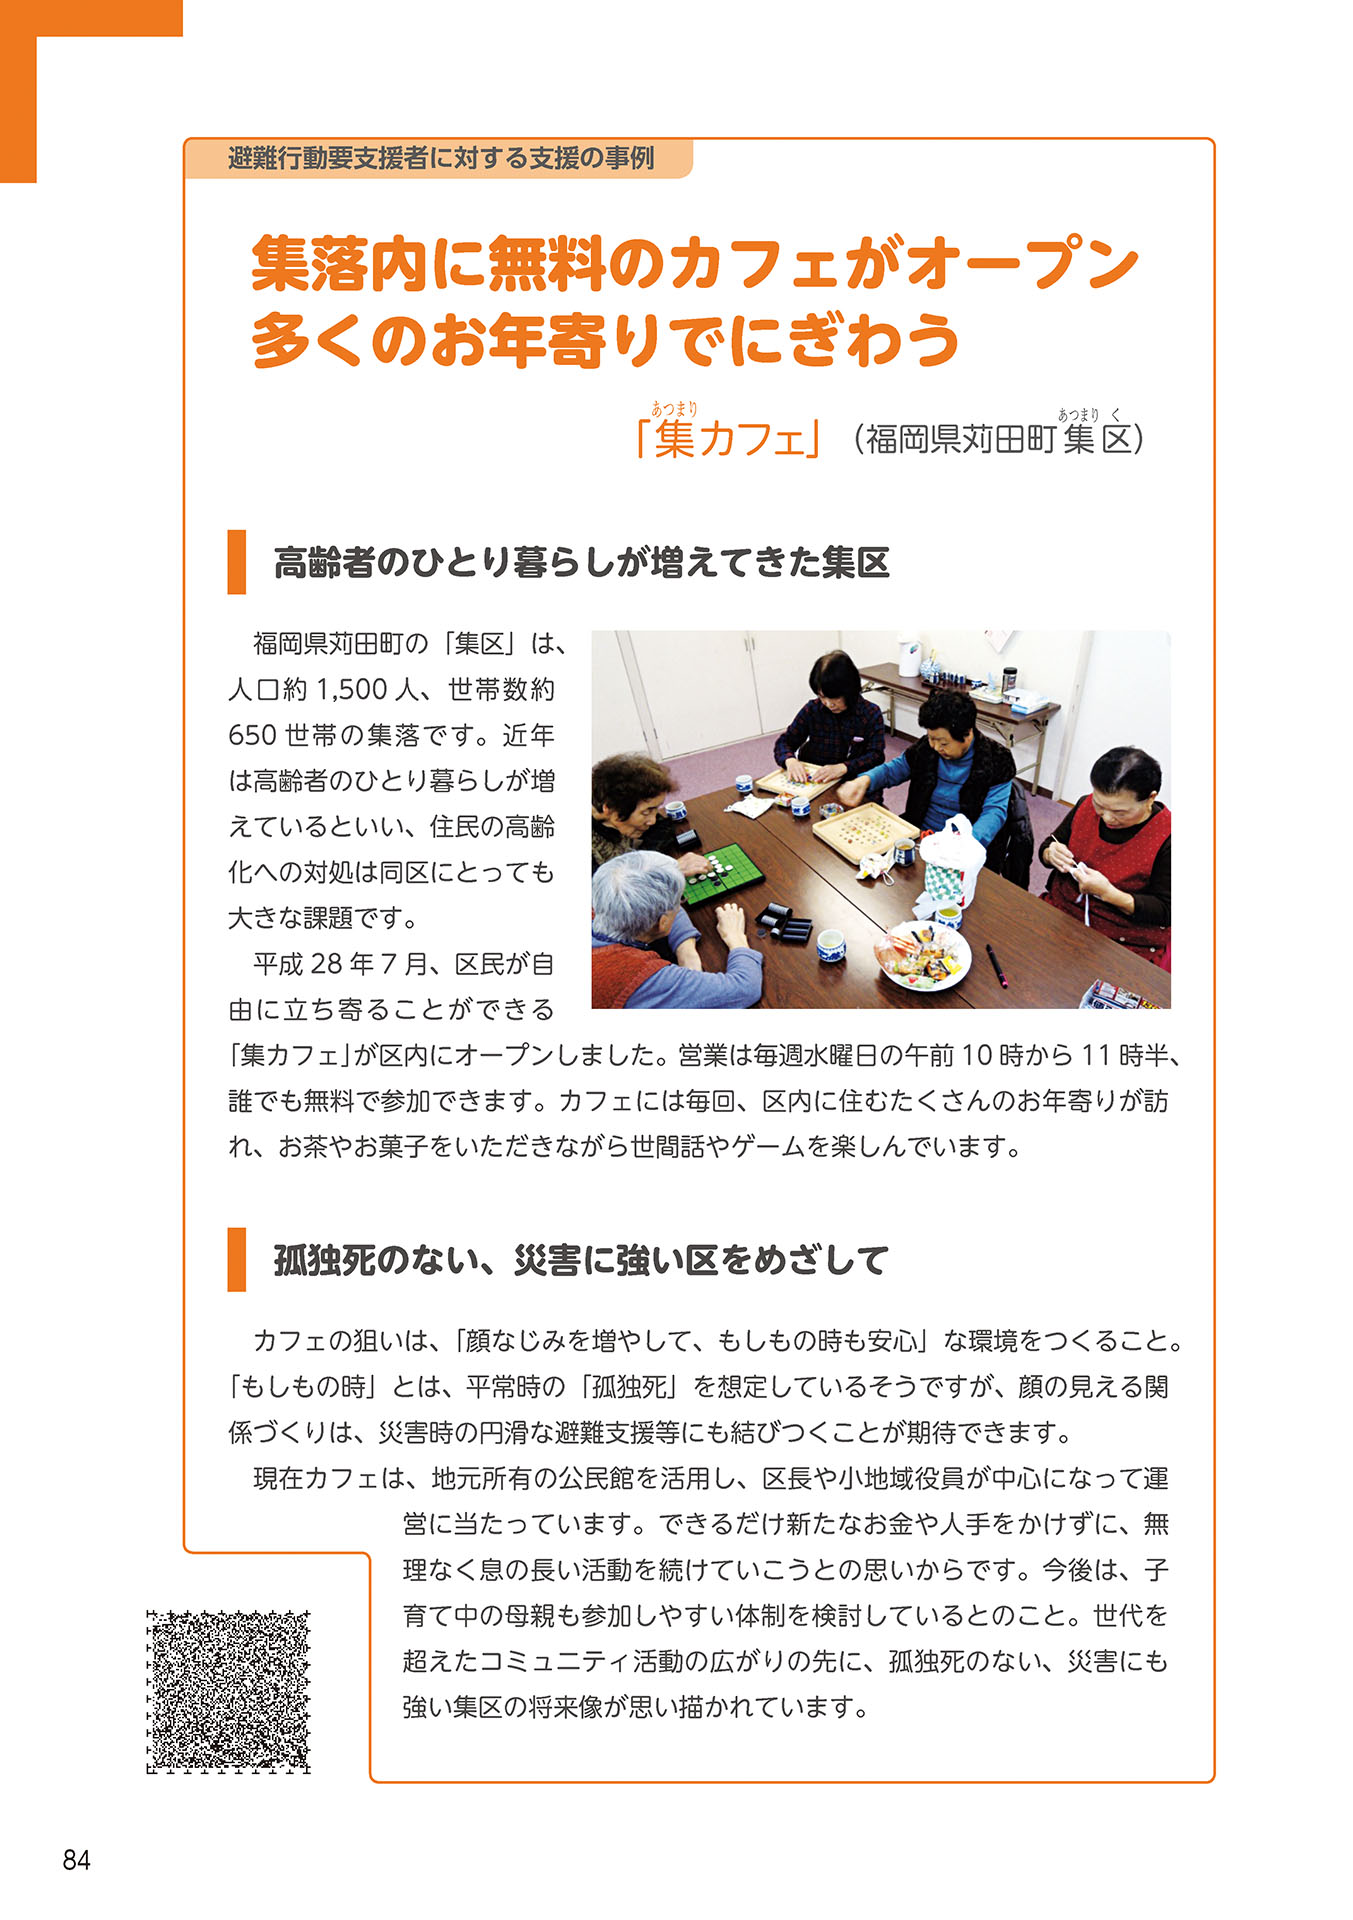 避難行動要支援者に対する支援の事例
集落内に無料のカフェがオープン
多くのお年寄りでにぎわう
あつまり
あつまり く
「集カフェ」（福岡県苅田町集区）
高齢者のひとり暮らしが増えてきた集区
福岡県苅田町の「集区」は、
人口約 1,500 人、世帯数約
650 世帯の集落です。近年
は高齢者のひとり暮らしが増
えているといい、住民の高齢
化への対処は同区にとっても
大きな課題です。
平成 28 年 7 月、区民が自
由に立ち寄ることができる
「集カフェ」が区内にオープンしました。営業は毎週水曜日の午前 10 時から 11 時半、
誰でも無料で参加できます。カフェには毎回、区内に住むたくさんのお年寄りが訪
れ、お茶やお菓子をいただきながら世間話やゲームを楽しんでいます。
孤独死のない、災害に強い区をめざして
カフェの狙いは、「顔なじみを増やして、もしもの時も安心」な環境をつくること。
「もしもの時」とは、平常時の「孤独死」を想定しているそうですが、顔の見える関
係づくりは、災害時の円滑な避難支援等にも結びつくことが期待できます。
現在カフェは、地元所有の公民館を活用し、区長や小地域役員が中心になって運
営に当たっています。できるだけ新たなお金や人手をかけずに、無
理なく息の長い活動を続けていこうとの思いからです。今後は、子
育て中の母親も参加しやすい体制を検討しているとのこと。世代を
超えたコミュニティ活動の広がりの先に、孤独死のない、災害にも
強い集区の将来像が思い描かれています。
84